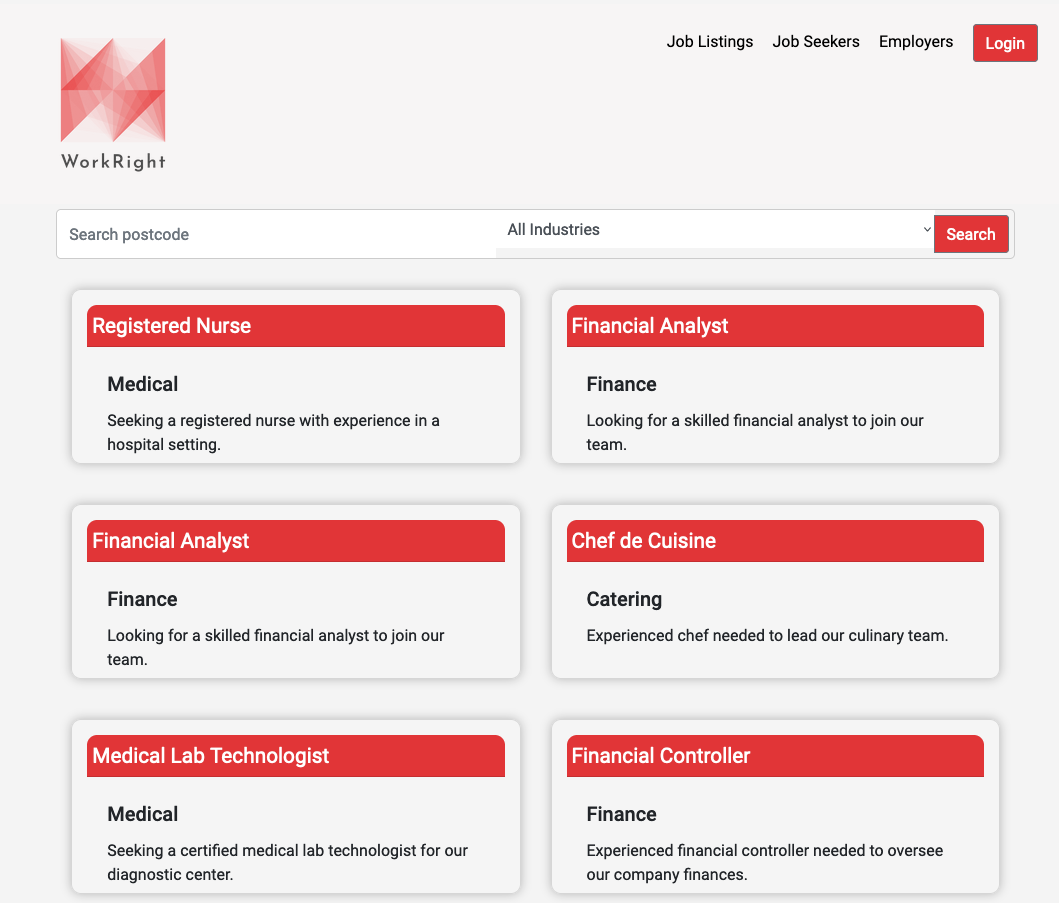 Job Listings Job Seekers Employers Login
WorkRight
Search postcode All Industries Search
Registered Nurse
Medical
Seeking a registered nurse with experience in a
hospital setting.
Financial Analyst
Finance
Looking for a skilled financial analyst to join our
team.
Financial Analyst
Finance
Looking for a skilled financial analyst to join our
team.
Chef de Cuisine
Catering
Experienced chef needed to lead our culinary team.
Medical Lab Technologist
Medical
Seeking a certified medical lab technologist for our
diagnostic center.
Financial Controller
Finance
Experienced financial controller needed to oversee
our company finances.